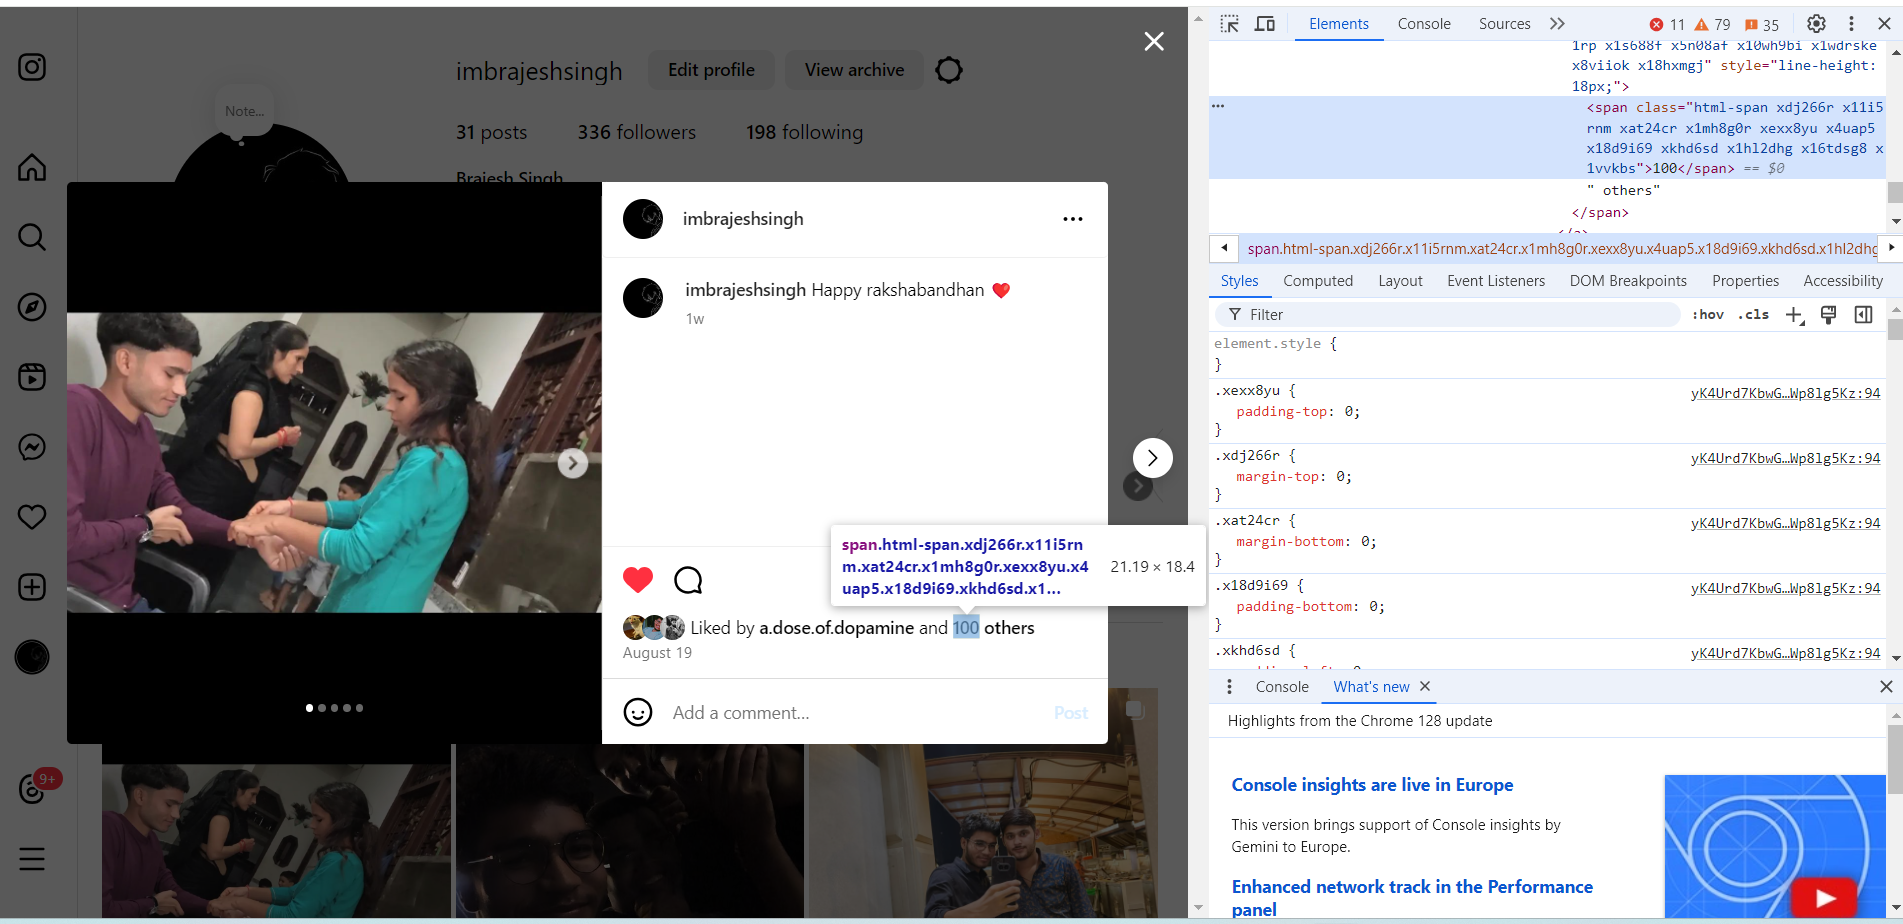 imbrajeshsingh
Edit profile
View archive
Note...
31 posts
336 followers
198 following
Brajesh Singh
imbrajeshsingh
imbrajeshsingh Happy rakshabandhan ❤️
1w
span.html-span.xdj266r.x11i5rn
m.xat24cr.x1mh8g0r.xexx8yu.x4
uap5.x18d9i69.xkhd6sd.x1...
21.19 × 18.4
Liked by a.dose.of.dopamine and 100 others
August 19
Add a comment...
Post
9+
Elements
Console
Sources
11
79
35
1rp x1s688f x5n08af x10wh9bi x1wdrske
x8viiok x18hxmgj" style="line-height:
18px;">
<span class="html-span xdj266r x11i5
rnm xat24cr x1mh8g0r xexx8yu x4uap5
x18d9i69 xkhd6sd x1hl2dhg x16tdsg8 x
1vvkbs">100</span> == $0
" others"
</span>
span.html-span.xdj266r.x11i5rnm.xat24cr.x1mh8g0r.xexx8yu.x4uap5.x18d9i69.xkhd6sd.x1hl2dhg
Styles
Computed
Layout
Event Listeners
DOM Breakpoints
Properties
Accessibility
Filter
:hov
.cls
element.style {
}
.xexx8yu {
yK4Urd7KbwG…Wp8lg5Kz:94
padding-top: 0;
}
.xdj266r {
yK4Urd7KbwG…Wp8lg5Kz:94
margin-top: 0;
}
.xat24cr {
yK4Urd7KbwG…Wp8lg5Kz:94
margin-bottom: 0;
}
.x18d9i69 {
yK4Urd7KbwG…Wp8lg5Kz:94
padding-bottom: 0;
}
.xkhd6sd {
yK4Urd7KbwG…Wp8lg5Kz:94
Console
What's new
Highlights from the Chrome 128 update
Console insights are live in Europe
This version brings support of Console insights by
Gemini to Europe.
Enhanced network track in the Performance
panel